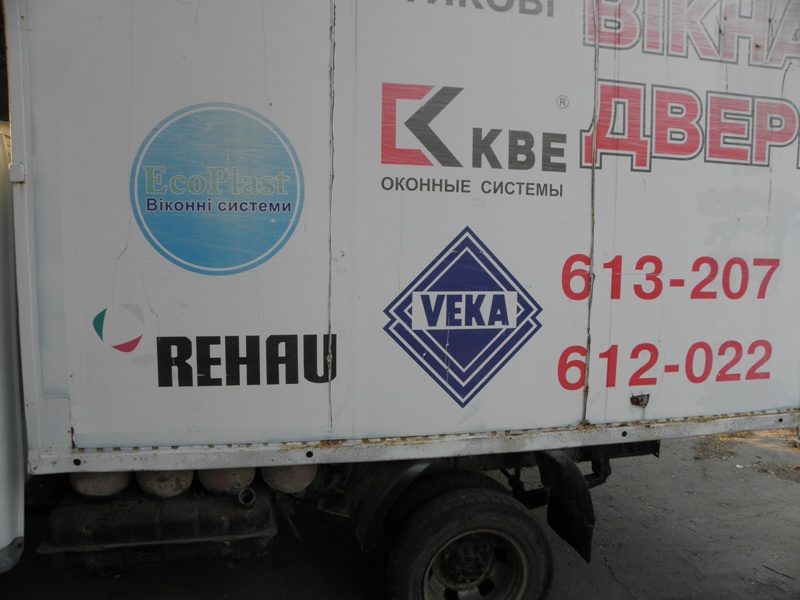 ВІКНА
ДВЕР
EcoPlast
Віконні системи
KBE ®
ОКОННЫЕ СИСТЕМЫ
REHAU
VEKA
613-207
612-022